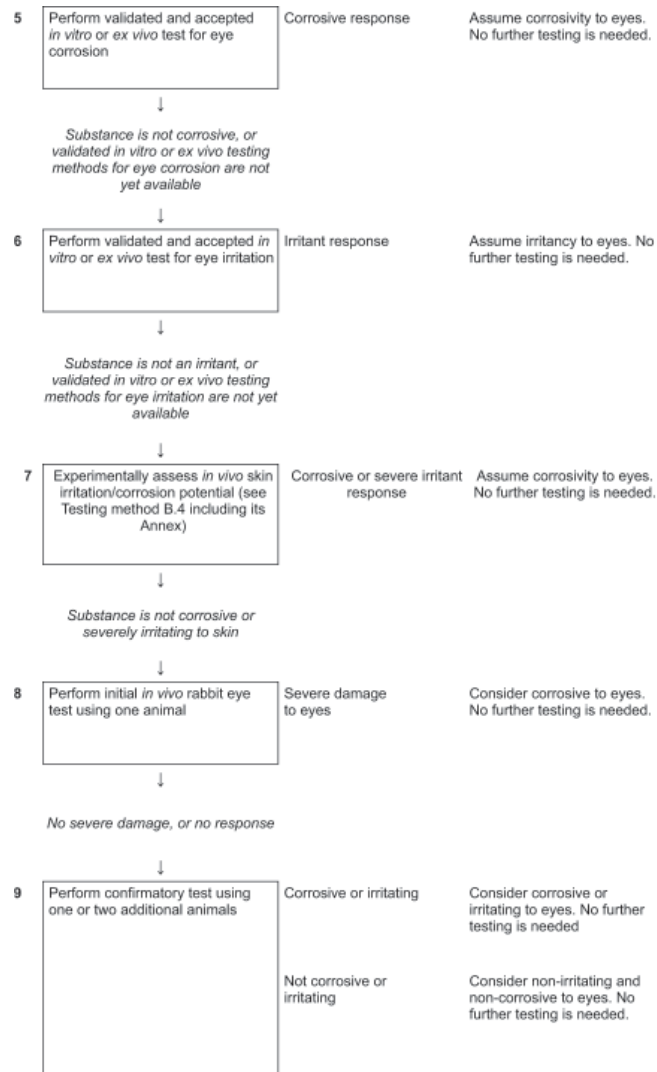 5 Perform validated and accepted Corrosive response Assume corrosivity to eyes.
in vitro or ex vivo test for eye No further testing is needed.
corrosion
↓
Substance is not corrosive, or
validated in vitro or ex vivo testing
methods for eye corrosion are not
yet available
↓
6 Perform validated and accepted in Irritant response Assume irritancy to eyes. No
vitro or ex vivo test for eye irritation further testing is needed.
↓
Substance is not an irritant, or
validated in vitro or ex vivo testing
methods for eye irritation are not yet
available
↓
7 Experimentally assess in vivo skin Corrosive or severe irritant Assume corrosivity to eyes.
irritation/corrosion potential (see response No further testing is needed.
Testing method B.4 including its
Annex)
↓
Substance is not corrosive or
severely irritating to skin
↓
8 Perform initial in vivo rabbit eye Severe damage Consider corrosive to eyes.
test using one animal to eyes No further testing is needed.
↓
No severe damage, or no response
↓
9 Perform confirmatory test using Corrosive or irritating Consider corrosive or
one or two additional animals irritating to eyes. No further
testing is needed
Not corrosive or Consider non-irritating and
irritating non-corrosive to eyes. No
further testing is needed.